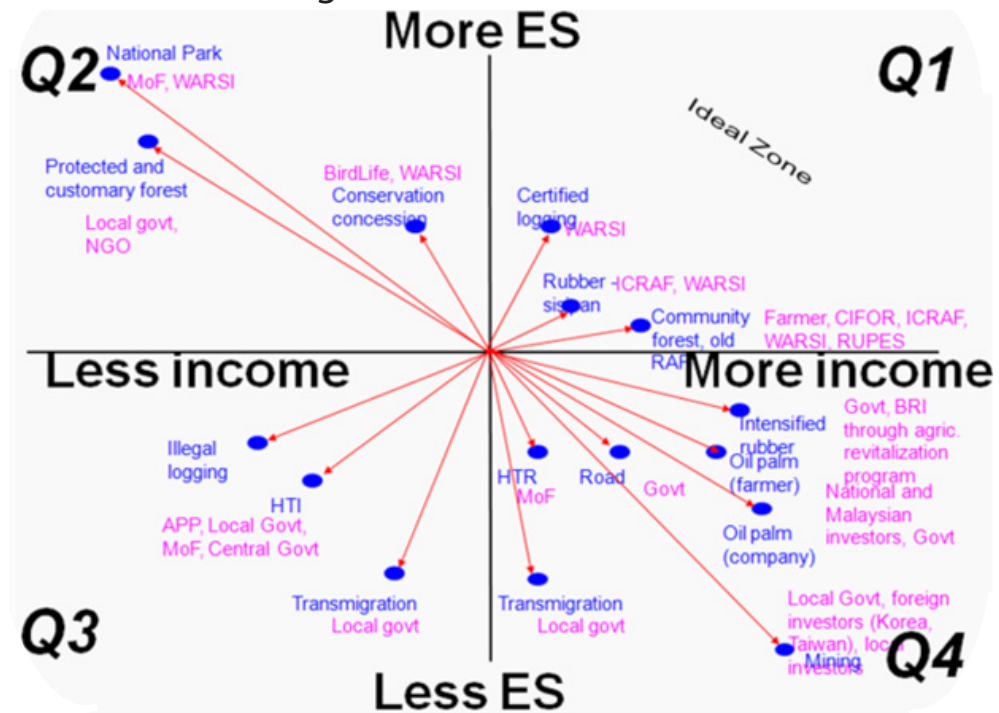 More ES
Q2
Q1
National Park
MoF, WARSI
Ideal Zone
Protected and
customary forest
Local govt,
NGO
BirdLife, WARSI
Conservation
concession
Certified
logging
WARSI
Rubber -
sisipan
ICRAF, WARSI
Community
forest, old
RAF
Farmer, CIFOR, ICRAF,
WARSI, RUPES
Less income
More income
Illegal
logging
HTI
APP, Local Govt,
MoF, Central Govt
HTR
MoF
Road
Govt
Intensified
rubber
Govt, BRI
through agric.
revitalization
program
Oil palm
(farmer)
Oil palm
(company)
National and
Malaysian
investors, Govt
Transmigration
Local govt
Transmigration
Local govt
Local Govt, foreign
investors (Korea,
Taiwan), local
investors
Mining
Q3
Q4
Less ES